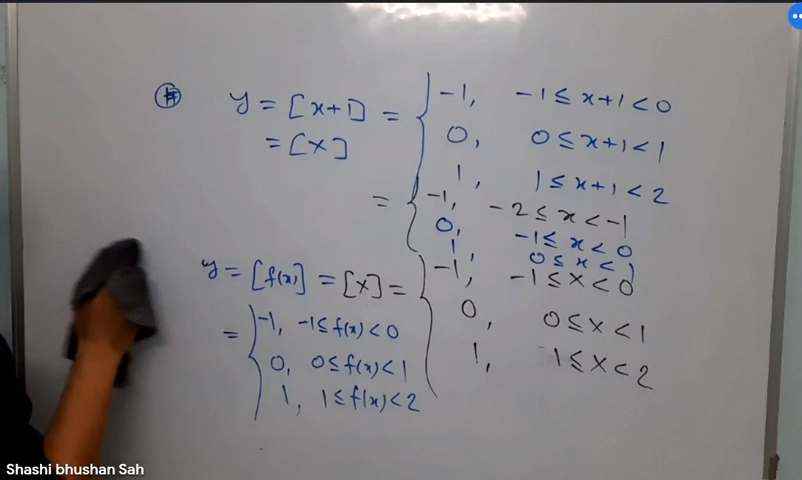 # y = [x+1] = { -1, -1 ≤ x+1 < 0
= [X] 0, 0 ≤ x+1 < 1
1, 1 ≤ x+1 < 2
= { -1, -2 ≤ x < -1
0, -1 ≤ x < 0
1, 0 ≤ x < 1
y = [f(x)] = [X] = { -1, -1 ≤ X < 0
0, 0 ≤ X < 1
1, 1 ≤ X < 2
= { -1, -1 ≤ f(x) < 0
0, 0 ≤ f(x) < 1
1, 1 ≤ f(x) < 2
Shashi bhushan Sah